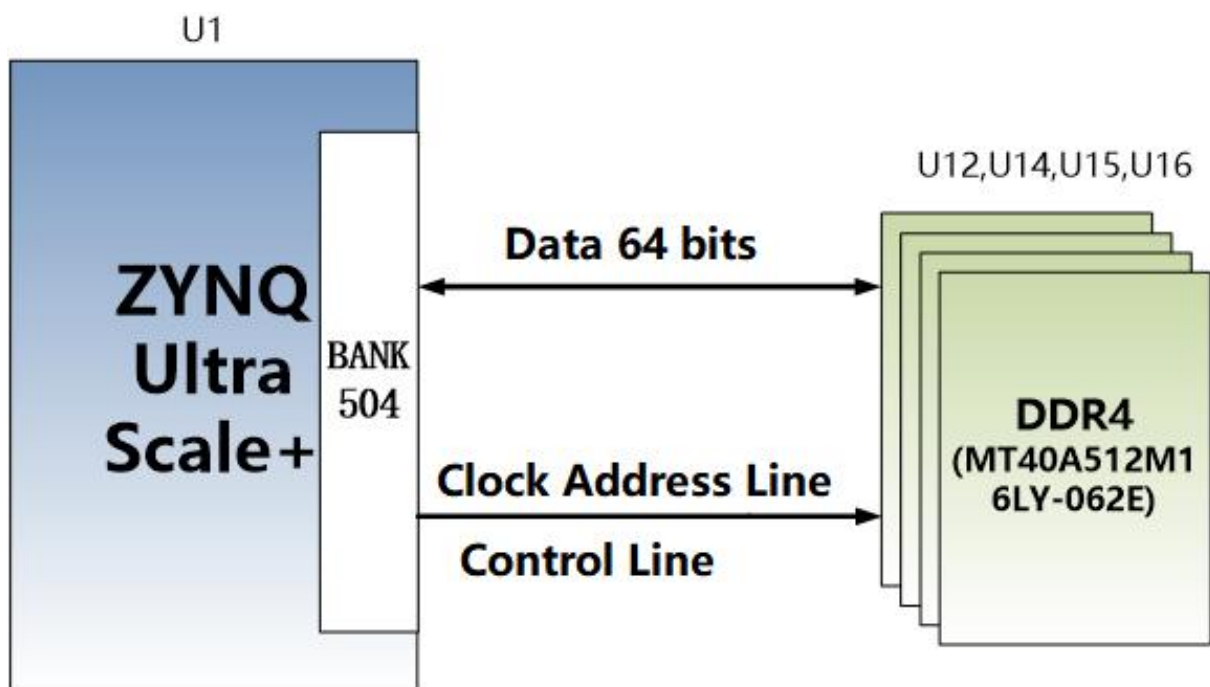 U1
U12,U14,U15,U16
Data 64 bits
ZYNQ
Ultra
Scale+
BANK
504
DDR4
(MT40A512M1
6LY-062E)
Clock Address Line
Control Line